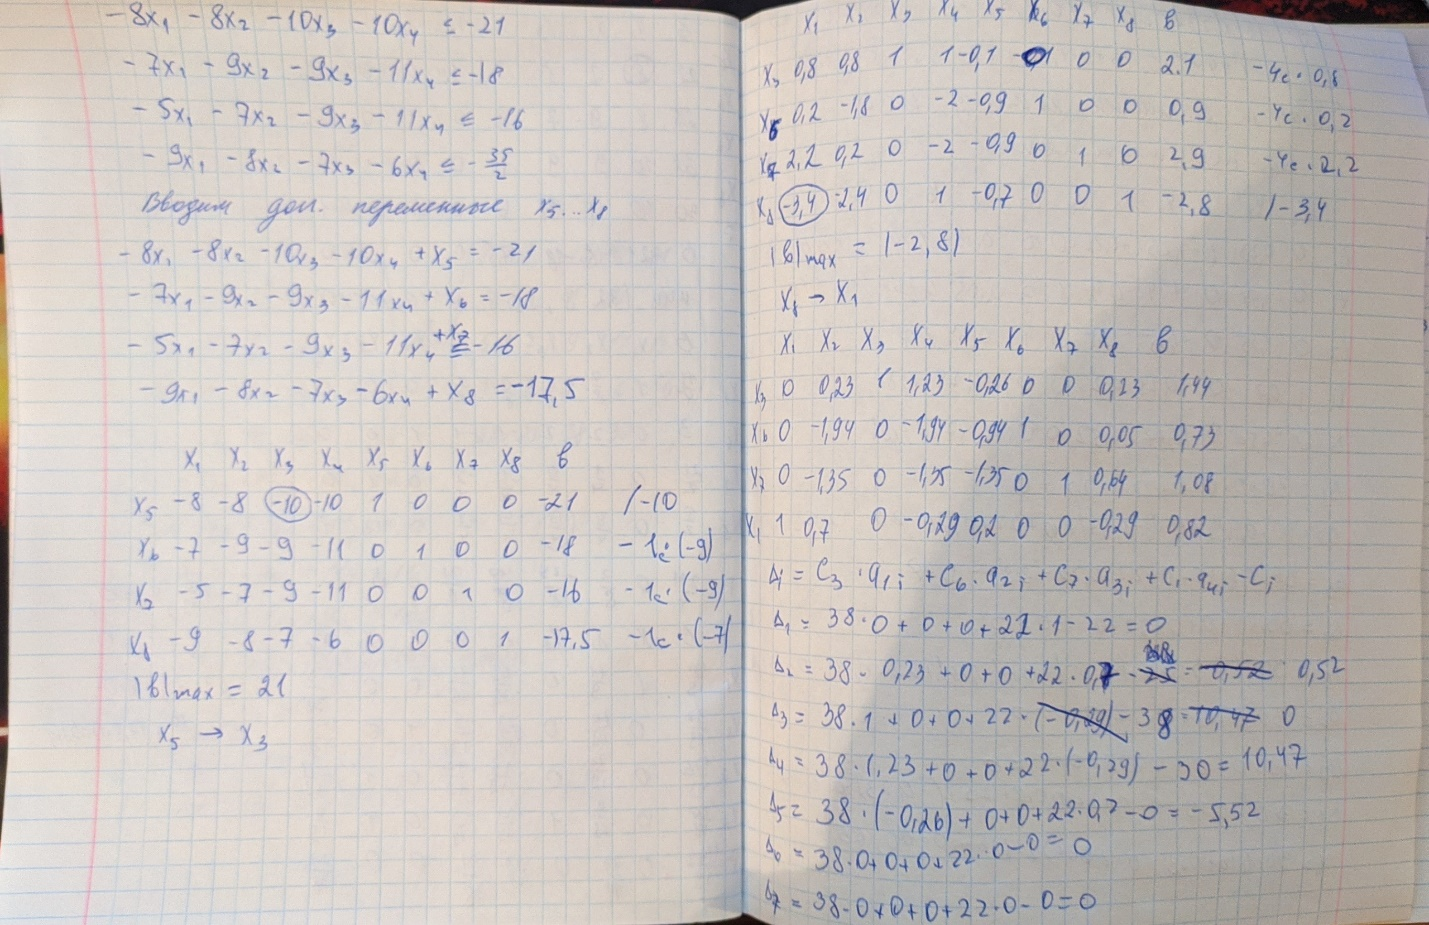 -8x₁ - 8x₂ - 10x₃ - 10x₄ ≤ -21
-7x₁ - 9x₂ - 9x₃ - 11x₄ ≤ -18
-5x₁ - 7x₂ - 9x₃ - 11x₄ ≤ -16
-9x₁ - 8x₂ - 7x₃ - 6x₄ ≤ -35/2
Вводим доп. переменные x₅...x₈
-8x₁ -8x₂ -10x₃ -10x₄ + x₅ = -21
-7x₁ - 9x₂ - 9x₃ - 11x₄ + x₆ = -18
-5x₁ - 7x₂ - 9x₃ - 11x₄ +x₇ = -16
-9x₁ - 8x₂ - 7x₃ - 6x₄ + x₈ = -17,5
x₁ x₂ x₃ x₄ x₅ x₆ x₇ x₈ в
x₅ -8 -8 -10 -10 1 0 0 0 -21 /-10
x₆ -7 -9 -9 -11 0 1 0 0 -18 - 1с·(-9)
x₇ -5 -7 -9 -11 0 0 1 0 -16 - 1с·(-9)
x₈ -9 -8 -7 -6 0 0 0 1 -17,5 - 1с·(-7)
|в|max = 21
x₅ → x₃
x₁ x₂ x₃ x₄ x₅ x₆ x₇ x₈ в
x₃ 0,8 0,8 1 1 -0,1 0 0 2.1 -4с·0,8
x₆ 0,2 -1,8 0 -2 -0,9 1 0 0 0,9 -4с·0,2
x₇ 2,2 0,2 0 -2 -0,9 0 1 0 2,9 -4с·2,2
x₈ -3,4 -2,4 0 1 -0,7 0 0 1 -2,8 /-3,4
|в|max = |-2,8|
x₈ → x₁
x₁ x₂ x₃ x₄ x₅ x₆ x₇ x₈ в
x₃ 0 0,23 1 1,23 -0,26 0 0 0,23 1,44
x₆ 0 -1,94 0 -1,94 -0,94 1 0 0,05 0,73
x₇ 0 -1,35 0 -1,35 -1,35 0 1 0,64 1,08
x₁ 1 0,7 0 -0,29 0,2 0 0 -0,29 0,82
Δi = C₃·a₁i + C₆·a₂i + C₇·a₃i + C₁·a₄i - Ci
Δ₁ = 38·0 + 0 + 0 + 22·1 - 22 = 0
Δ₂ = 38·0,23 + 0 + 0 + 22·0,7 - 25 = -0,52 0,52
Δ₃ = 38·1 + 0 + 0 + 22·(-0,29) - 38 = 10,47 0
Δ₄ = 38·1,23 + 0 + 0 + 22·(-0,29) - 30 = 10,47
Δ₅ = 38·(-0,26) + 0 + 0 + 22·0,2 - 0 = -5,52
Δ₆ = 38·0 + 0 + 0 + 22·0 - 0 = 0
Δ₇ = 38·0 + 0 + 0 + 22·0 - 0 = 0